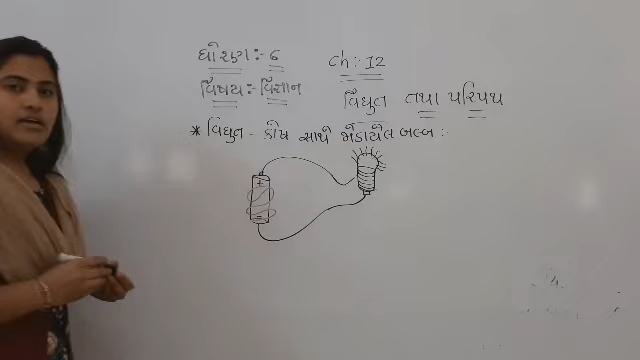 ધોરણ:- 6
ch:- 12
વિષય:- વિજ્ઞાન
વિદ્યુત તથા પરિપથ
* વિદ્યુત - કોષ સાથે જોડાયેલ બલ્બ :-
+
-